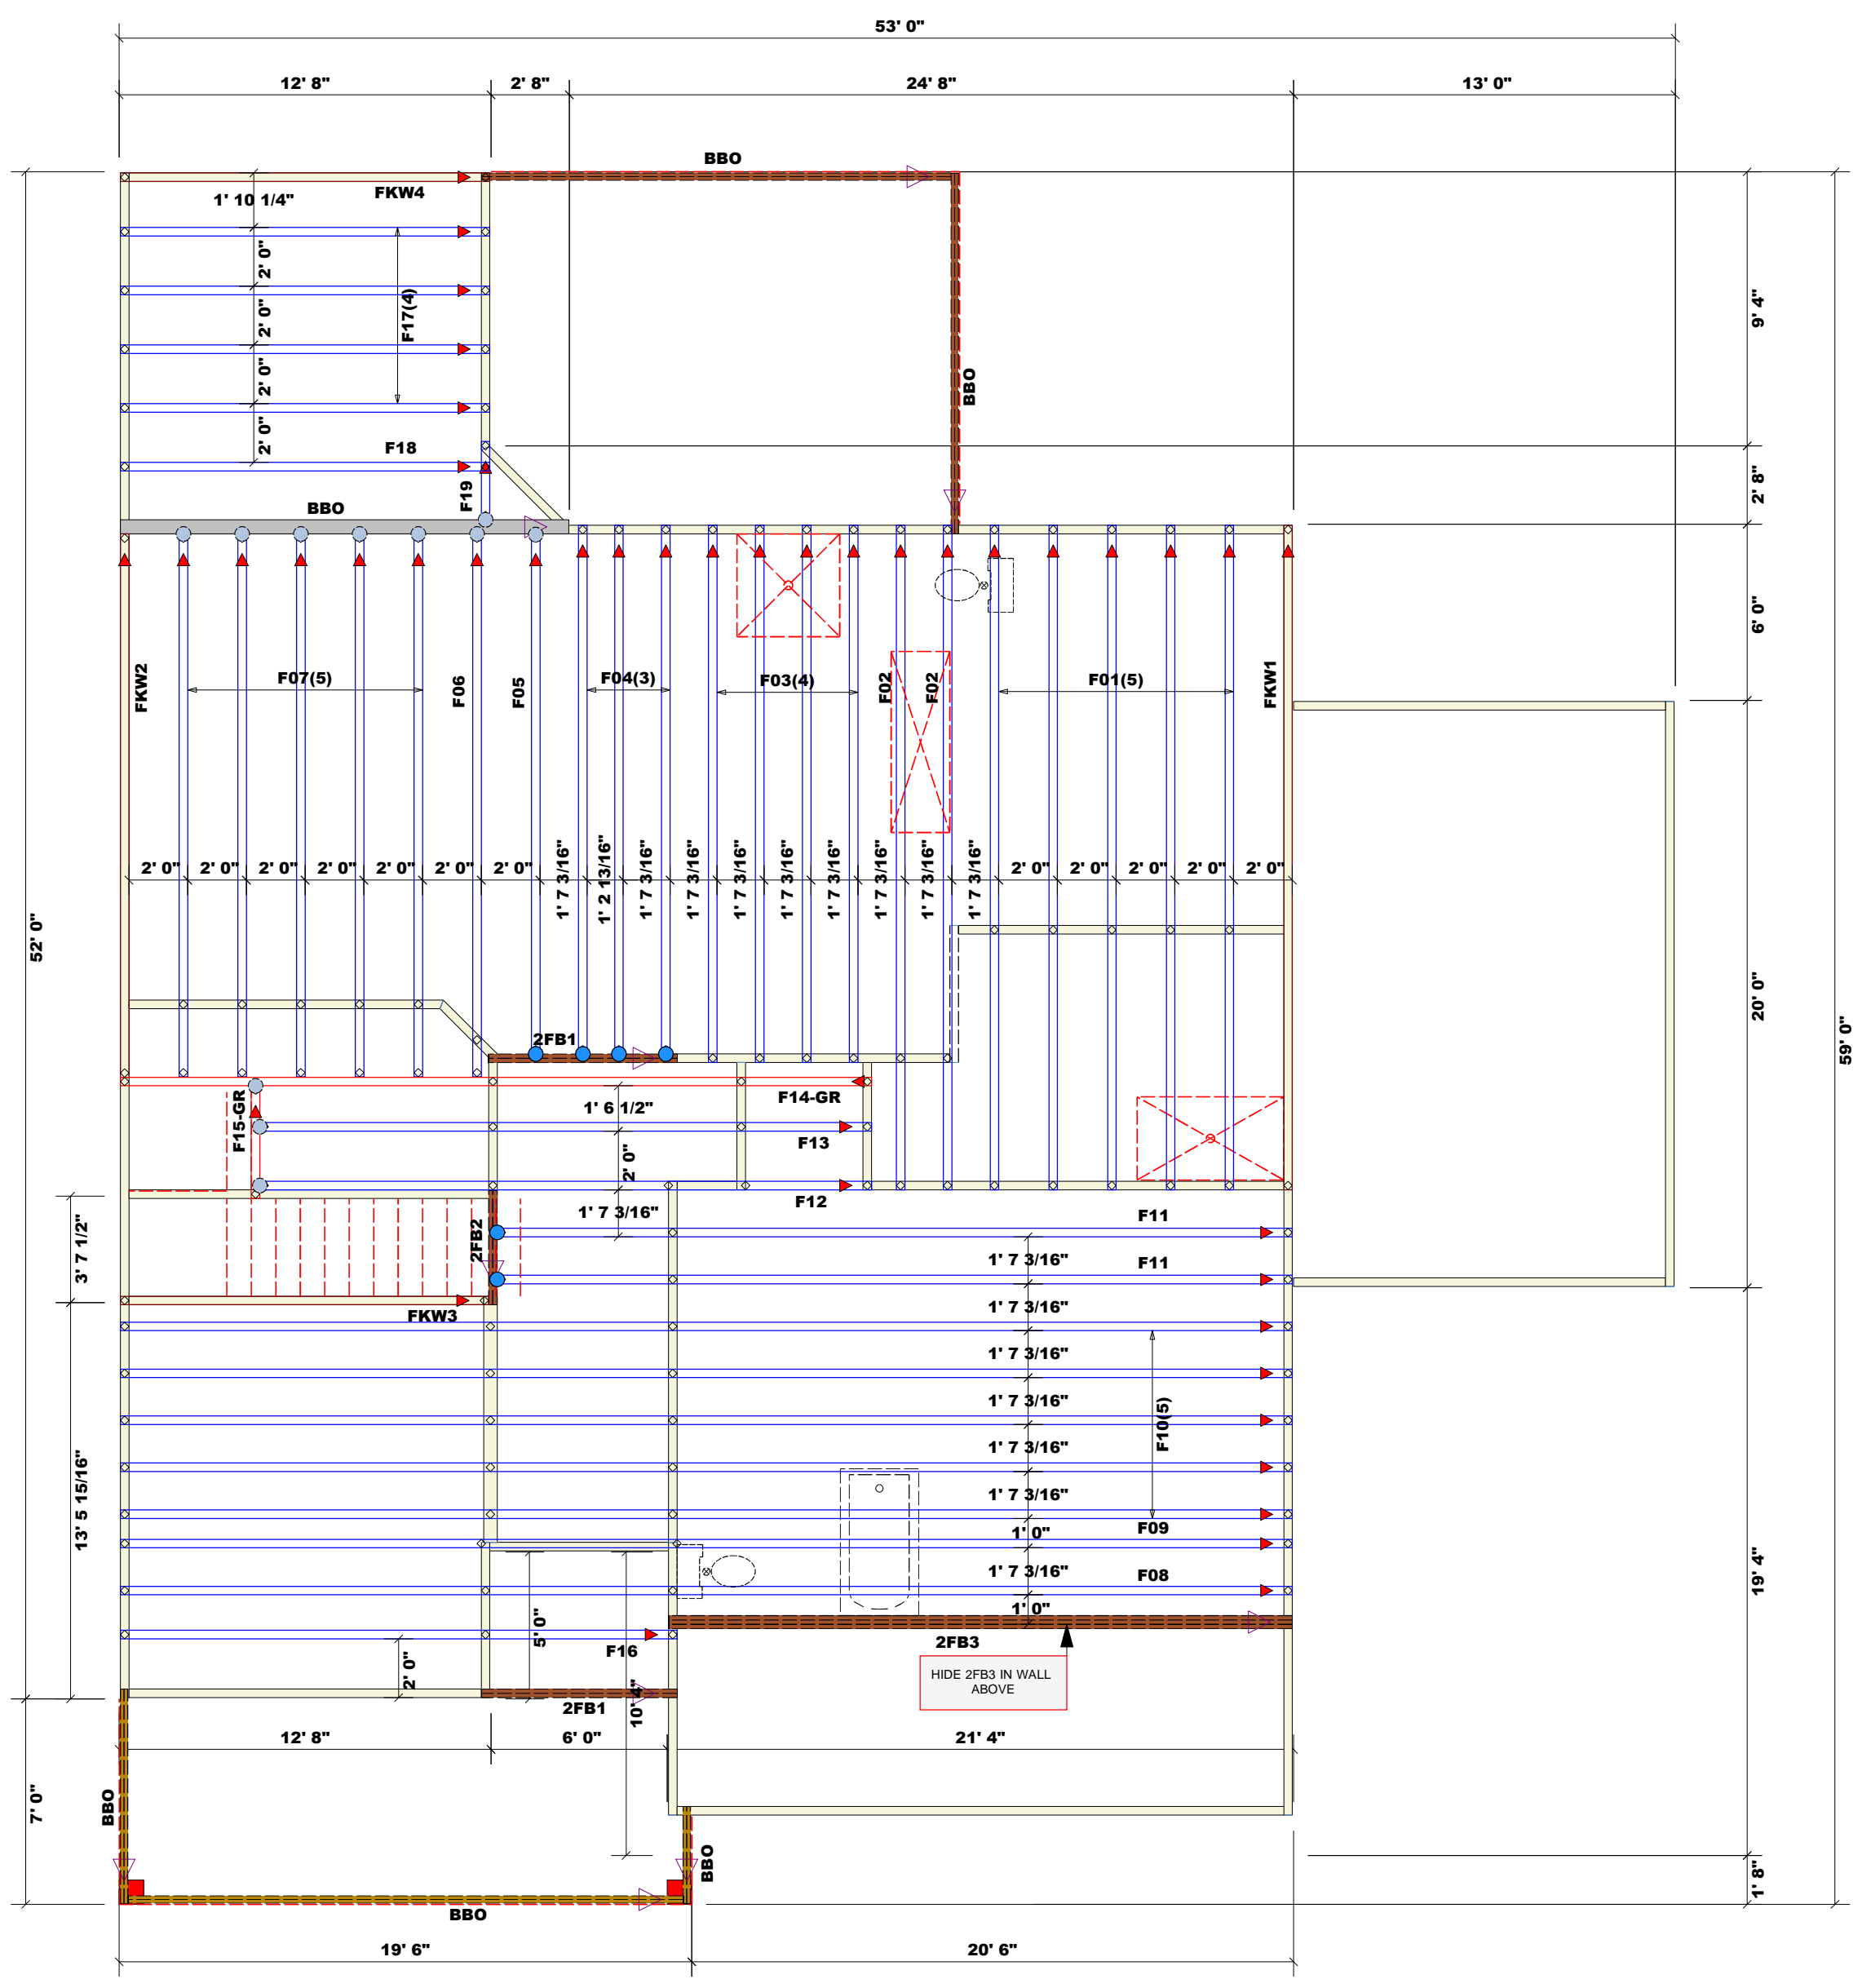 53' 0"
12' 8"
2' 8"
24' 8"
13' 0"
BBO
FKW4
1' 10 1/4"
2' 0"
F17(4)
2' 0"
9' 4"
2' 0"
BBO
2' 0"
F18
F19
2' 8"
BBO
6' 0"
FKW2
F07(5)
F06
F05
F04(3)
F03(4)
F02
F02
F01(5)
FKW1
2' 0"
2' 0"
2' 0"
2' 0"
2' 0"
2' 0"
2' 0"
1' 7 3/16"
1' 2 13/16"
1' 7 3/16"
1' 7 3/16"
1' 7 3/16"
1' 7 3/16"
1' 7 3/16"
1' 7 3/16"
1' 7 3/16"
1' 7 3/16"
2' 0"
2' 0"
2' 0"
2' 0"
2' 0"
52' 0"
20' 0"
59' 0"
2FB1
F15-GR
1' 6 1/2"
F14-GR
F13
2' 0"
F12
1' 7 3/16"
F11
3' 7 1/2"
2FB2
1' 7 3/16"
F11
FKW3
1' 7 3/16"
1' 7 3/16"
1' 7 3/16"
F10(5)
1' 7 3/16"
13' 5 15/16"
1' 7 3/16"
1' 0"
F09
1' 7 3/16"
F08
19' 4"
1' 0"
5' 0"
F16
2FB3
2' 0"
HIDE 2FB3 IN WALL
ABOVE
10' 4"
2FB1
12' 8"
6' 0"
21' 4"
7' 0"
BBO
BBO
1' 8"
BBO
19' 6"
20' 6"